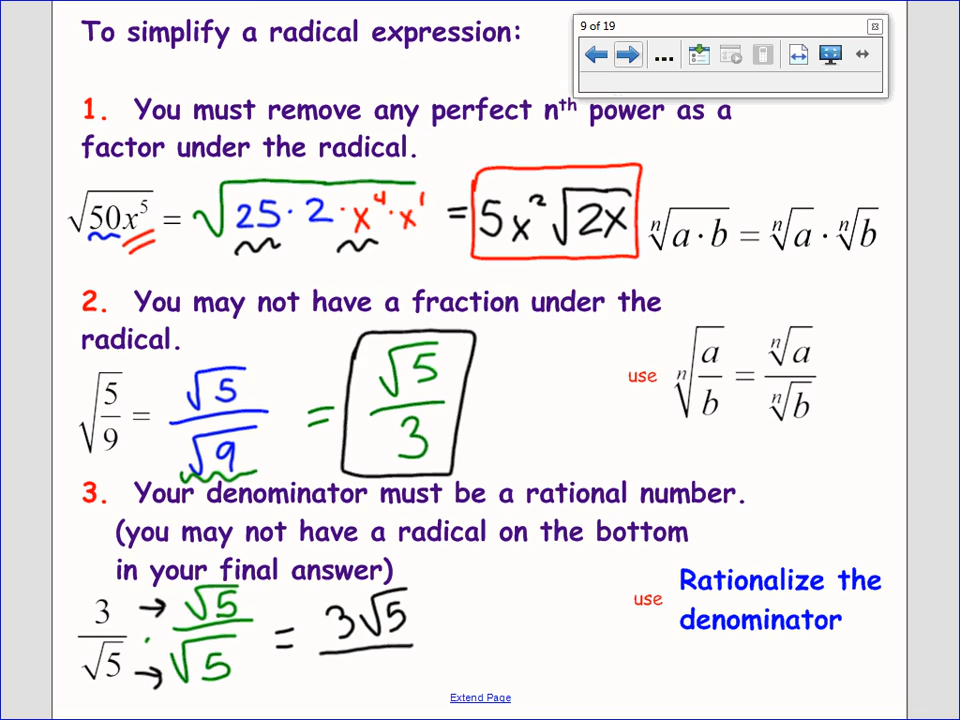 To simplify a radical expression:
9 of 19
1. You must remove any perfect nᵗʰ power as a
factor under the radical.
√(50x⁵) = √(25 · 2 · x⁴ · x¹) = 5x²√(2x)
ⁿ√(a · b) = ⁿ√a · ⁿ√b
2. You may not have a fraction under the
radical.
√(5/9) = √5/√9 = √5/3
use ⁿ√(a/b) = ⁿ√a/ⁿ√b
3. Your denominator must be a rational number.
(you may not have a radical on the bottom
in your final answer)
3/√5 · √5/√5 = 3√5/
use Rationalize the
denominator
Extend Page